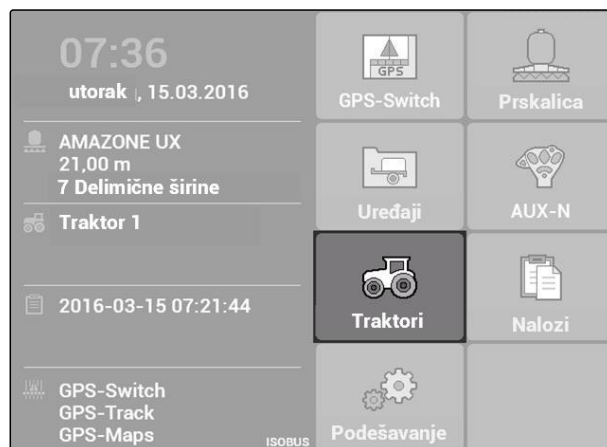 07:36
utorak , 15.03.2016
AMAZONE UX
21,00 m
7 Delimične širine
Traktor 1
2016-03-15 07:21:44
GPS-Switch
GPS-Track
GPS-Maps
ISOBUS
GPS
GPS-Switch
Prskalica
Uređaji
AUX-N
Traktori
Nalozi
Podešavanje